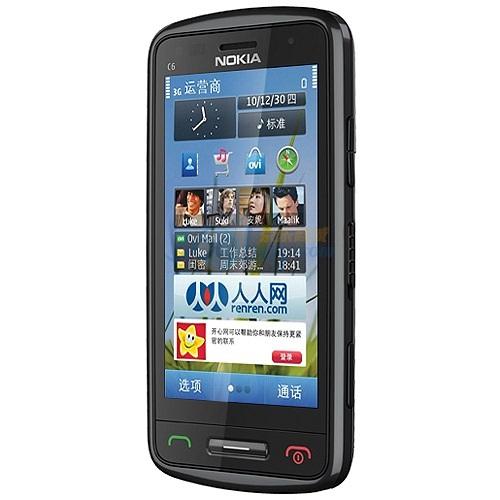 NOKIA
C6
3G 运营商
10/12/30 四
标准
ovi
Luke Suki 安妮 Maalik
Ovi Mail (2)
Luke 工作总结 19:14
闺密 周末郊游... 18:41
人人网
renren.com
开心网可以帮助你和朋友保持更紧
密的联系
登录
选项 通话